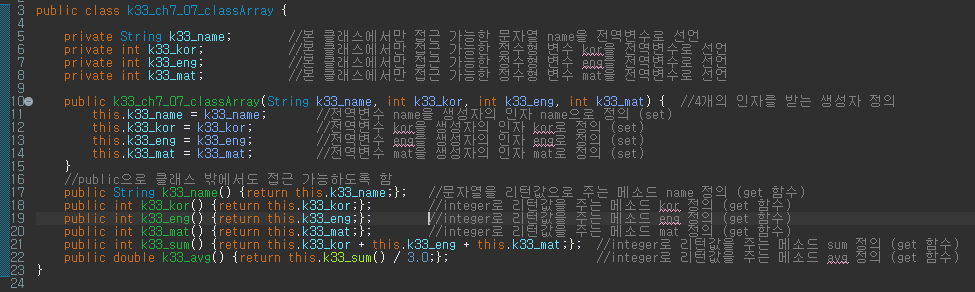 3 public class k33_ch7_07_classArray {
4
5 private String k33_name; //본 클래스에서만 접근 가능한 문자열 name을 전역변수로 선언
6 private int k33_kor; //본 클래스에서만 접근 가능한 정수형 변수 kor을 전역변수로 선언
7 private int k33_eng; //본 클래스에서만 접근 가능한 정수형 변수 eng을 전역변수로 선언
8 private int k33_mat; //본 클래스에서만 접근 가능한 정수형 변수 mat을 전역변수로 선언
9
10 public k33_ch7_07_classArray(String k33_name, int k33_kor, int k33_eng, int k33_mat) { //4개의 인자를 받는 생성자 정의
11 this.k33_name = k33_name; //전역변수 name을 생성자의 인자 name으로 정의 (set)
12 this.k33_kor = k33_kor; //전역변수 kor을 생성자의 인자 kor로 정의 (set)
13 this.k33_eng = k33_eng; //전역변수 eng을 생성자의 인자 eng로 정의 (set)
14 this.k33_mat = k33_mat; //전역변수 mat을 생성자의 인자 mat로 정의 (set)
15 }
16 //public으로 클래스 밖에서도 접근 가능하도록 함
17 public String k33_name() {return this.k33_name;}; //문자열을 리턴값으로 주는 메소드 name 정의 (get 함수)
18 public int k33_kor() {return this.k33_kor;}; //integer로 리턴값을 주는 메소드 kor 정의 (get 함수)
19 public int k33_eng() {return this.k33_eng;}; //integer로 리턴값을 주는 메소드 eng 정의 (get 함수)
20 public int k33_mat() {return this.k33_mat;}; //integer로 리턴값을 주는 메소드 mat 정의 (get 함수)
21 public int k33_sum() {return this.k33_kor + this.k33_eng + this.k33_mat;}; //integer로 리턴값을 주는 메소드 sum 정의 (get 함수)
22 public double k33_avg() {return this.k33_sum() / 3.0;}; //integer로 리턴값을 주는 메소드 avg 정의 (get 함수)
23 }
24